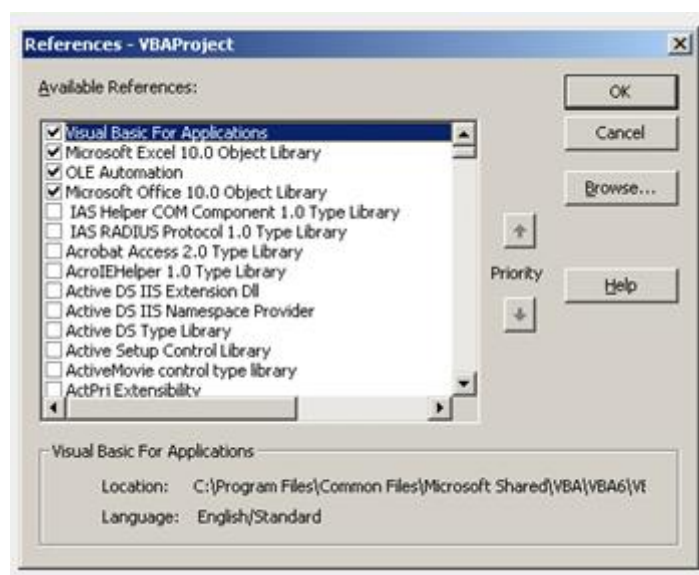 References - VBAProject
Available References:
Visual Basic For Applications
Microsoft Excel 10.0 Object Library
OLE Automation
Microsoft Office 10.0 Object Library
IAS Helper COM Component 1.0 Type Library
IAS RADIUS Protocol 1.0 Type Library
Acrobat Access 2.0 Type Library
AcroIEHelper 1.0 Type Library
Active DS IIS Extension Dll
Active DS IIS Namespace Provider
Active DS Type Library
Active Setup Control Library
ActiveMovie control type library
ActPri Extensibility
OK
Cancel
Browse...
Priority
Help
Visual Basic For Applications
Location: C:\Program Files\Common Files\Microsoft Shared\VBA\VBA6\VE
Language: English/Standard